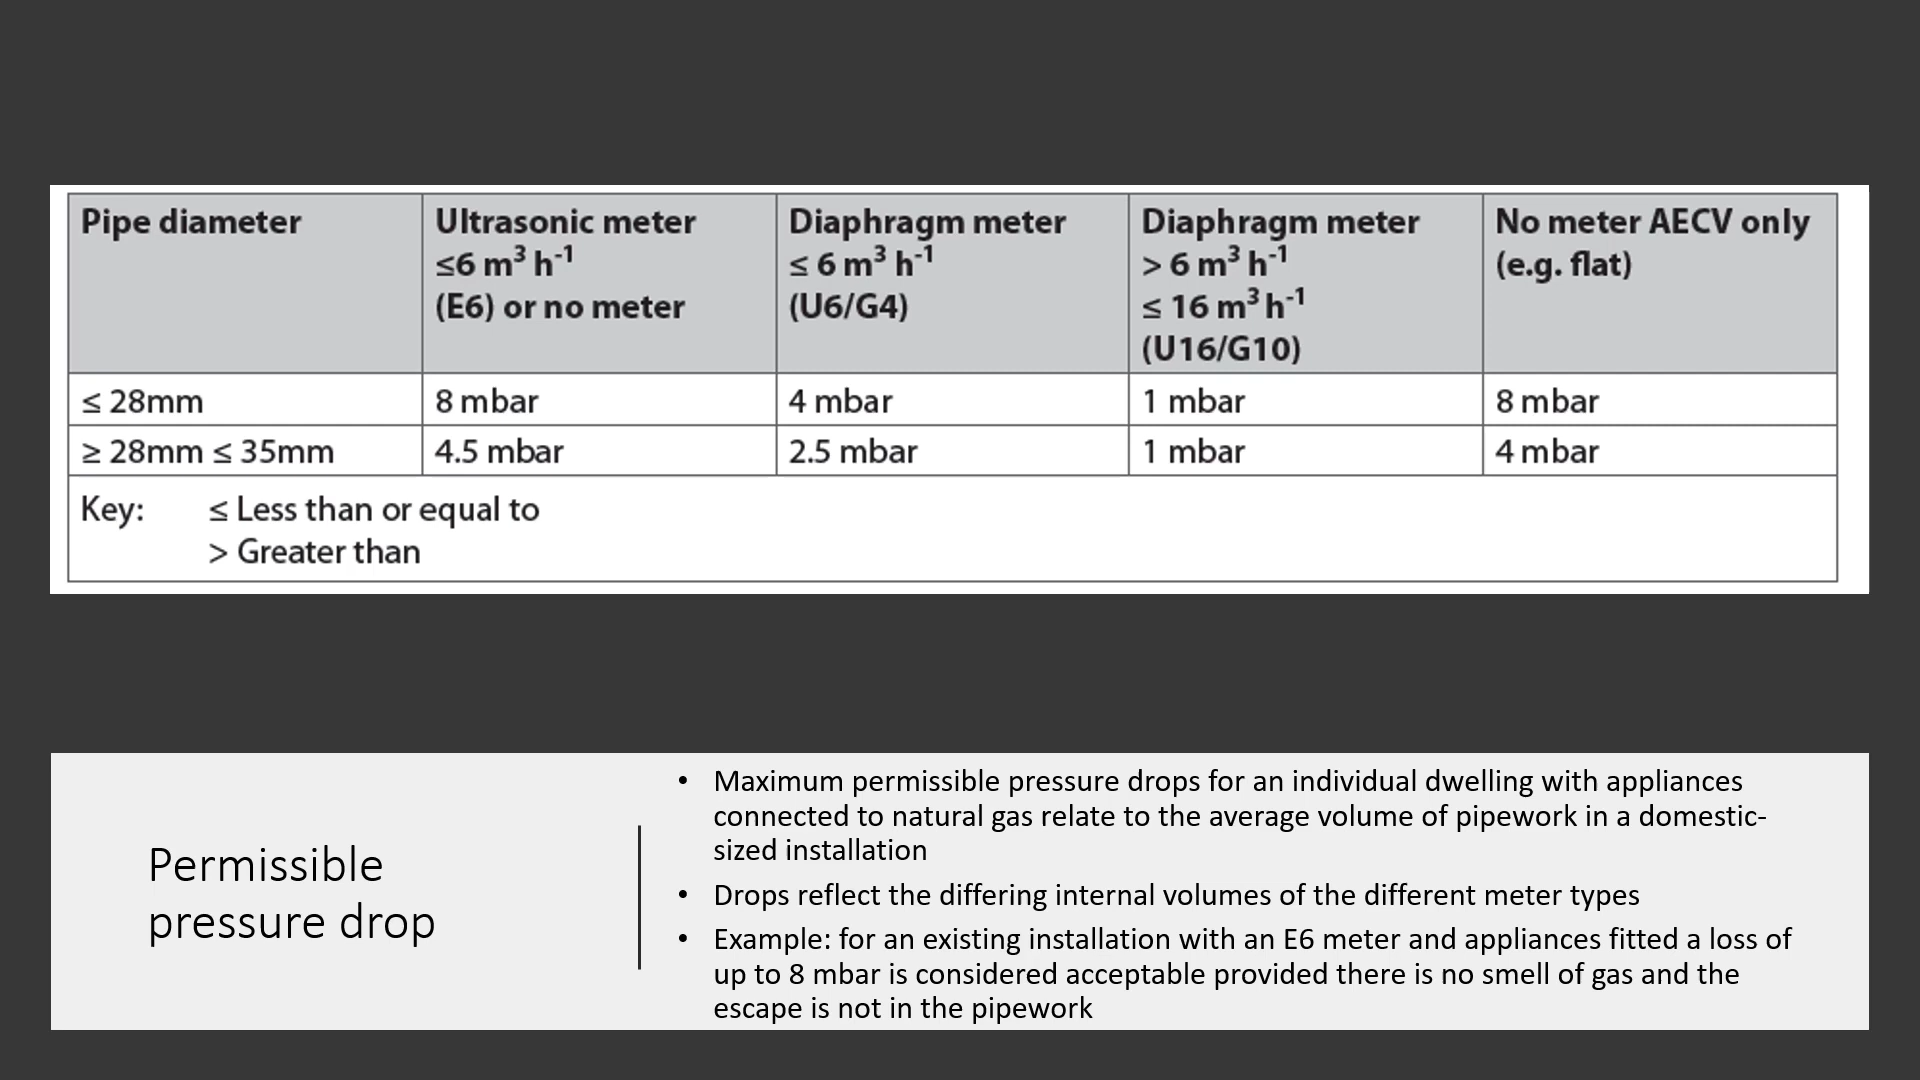 Pipe diameter
Ultrasonic meter
≤6 m³ h⁻¹
(E6) or no meter
Diaphragm meter
≤ 6 m³ h⁻¹
(U6/G4)
Diaphragm meter
> 6 m³ h⁻¹
≤ 16 m³ h⁻¹
(U16/G10)
No meter AECV only
(e.g. flat)
≤ 28mm 8 mbar 4 mbar 1 mbar 8 mbar
≥ 28mm ≤ 35mm 4.5 mbar 2.5 mbar 1 mbar 4 mbar
Key: ≤ Less than or equal to
> Greater than
Permissible
pressure drop
• Maximum permissible pressure drops for an individual dwelling with appliances
connected to natural gas relate to the average volume of pipework in a domestic-
sized installation
• Drops reflect the differing internal volumes of the different meter types
• Example: for an existing installation with an E6 meter and appliances fitted a loss of
up to 8 mbar is considered acceptable provided there is no smell of gas and the
escape is not in the pipework